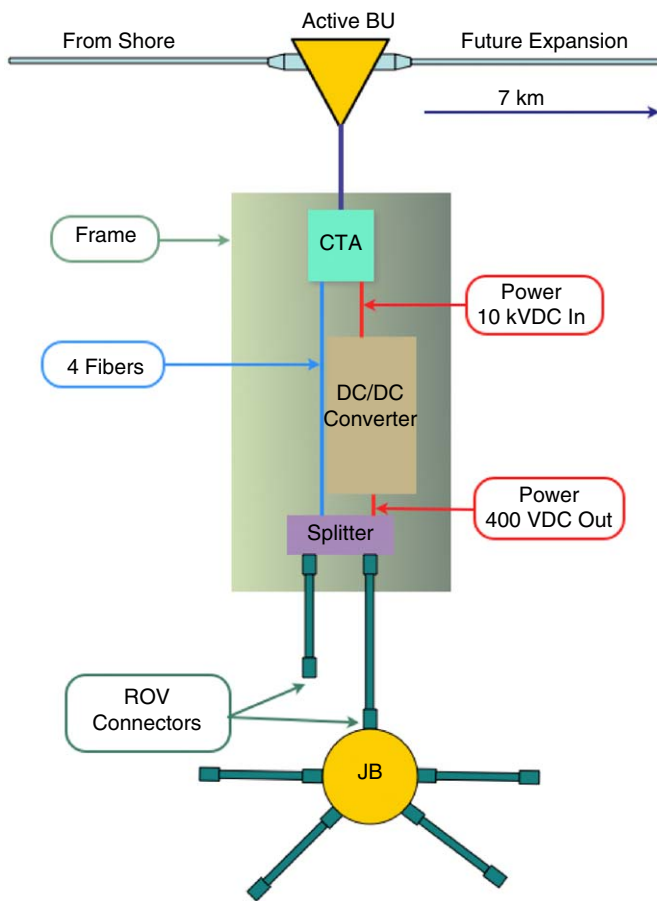 Active BU
From Shore
Future Expansion
7 km
Frame
CTA
Power
10 kVDC In
4 Fibers
DC/DC
Converter
Power
400 VDC Out
Splitter
ROV
Connectors
JB